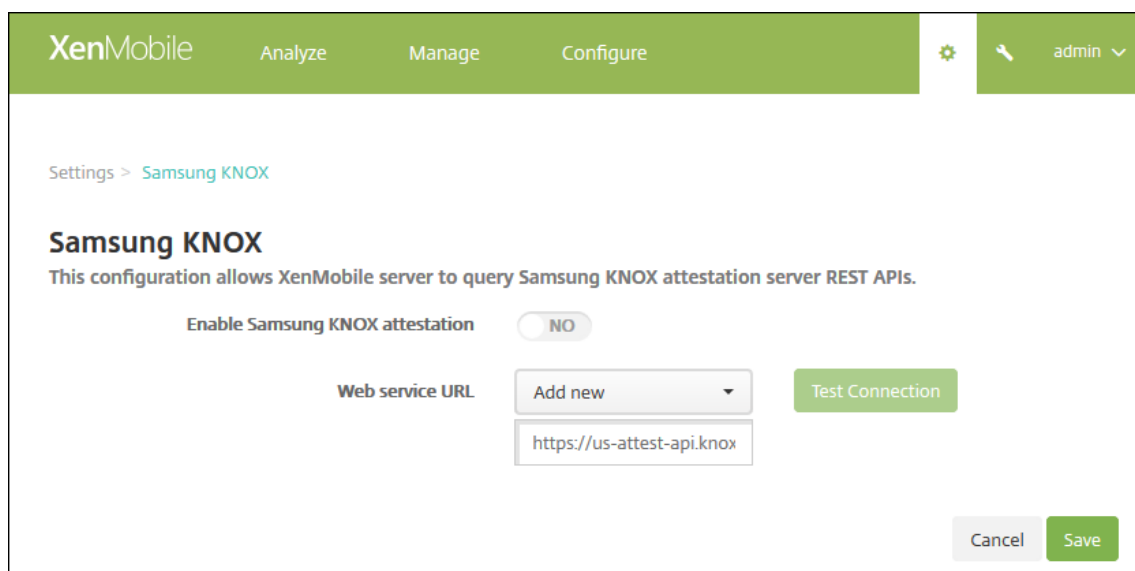 XenMobile Analyze Manage Configure admin
Settings > Samsung KNOX
Samsung KNOX
This configuration allows XenMobile server to query Samsung KNOX attestation server REST APIs.
Enable Samsung KNOX attestation NO
Web service URL Add new Test Connection
https://us-attest-api.knox
Cancel Save